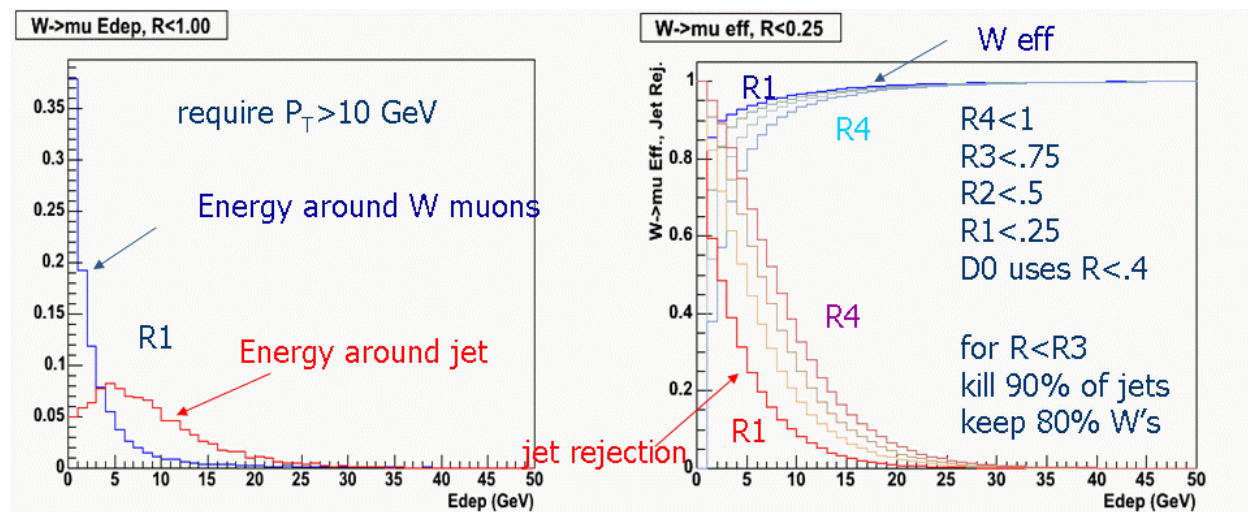 W->mu Edep, R<1.00
require PT>10 GeV
Energy around W muons
R1
Energy around jet
0.35
0.3
0.25
0.2
0.15
0.1
0.05
0
0 5 10 15 20 25 30 35 40 45 50
Edep (GeV)
W->mu eff, R<0.25
W eff
W->mu Eff., Jet Rej.
R1
R4
R4<1
R3<.75
R2<.5
R1<.25
D0 uses R<.4
R4
for R<R3
kill 90% of jets
keep 80% W's
R1
jet rejection
1
0.8
0.6
0.4
0.2
0
0 5 10 15 20 25 30 35 40 45 50
Edep (GeV)